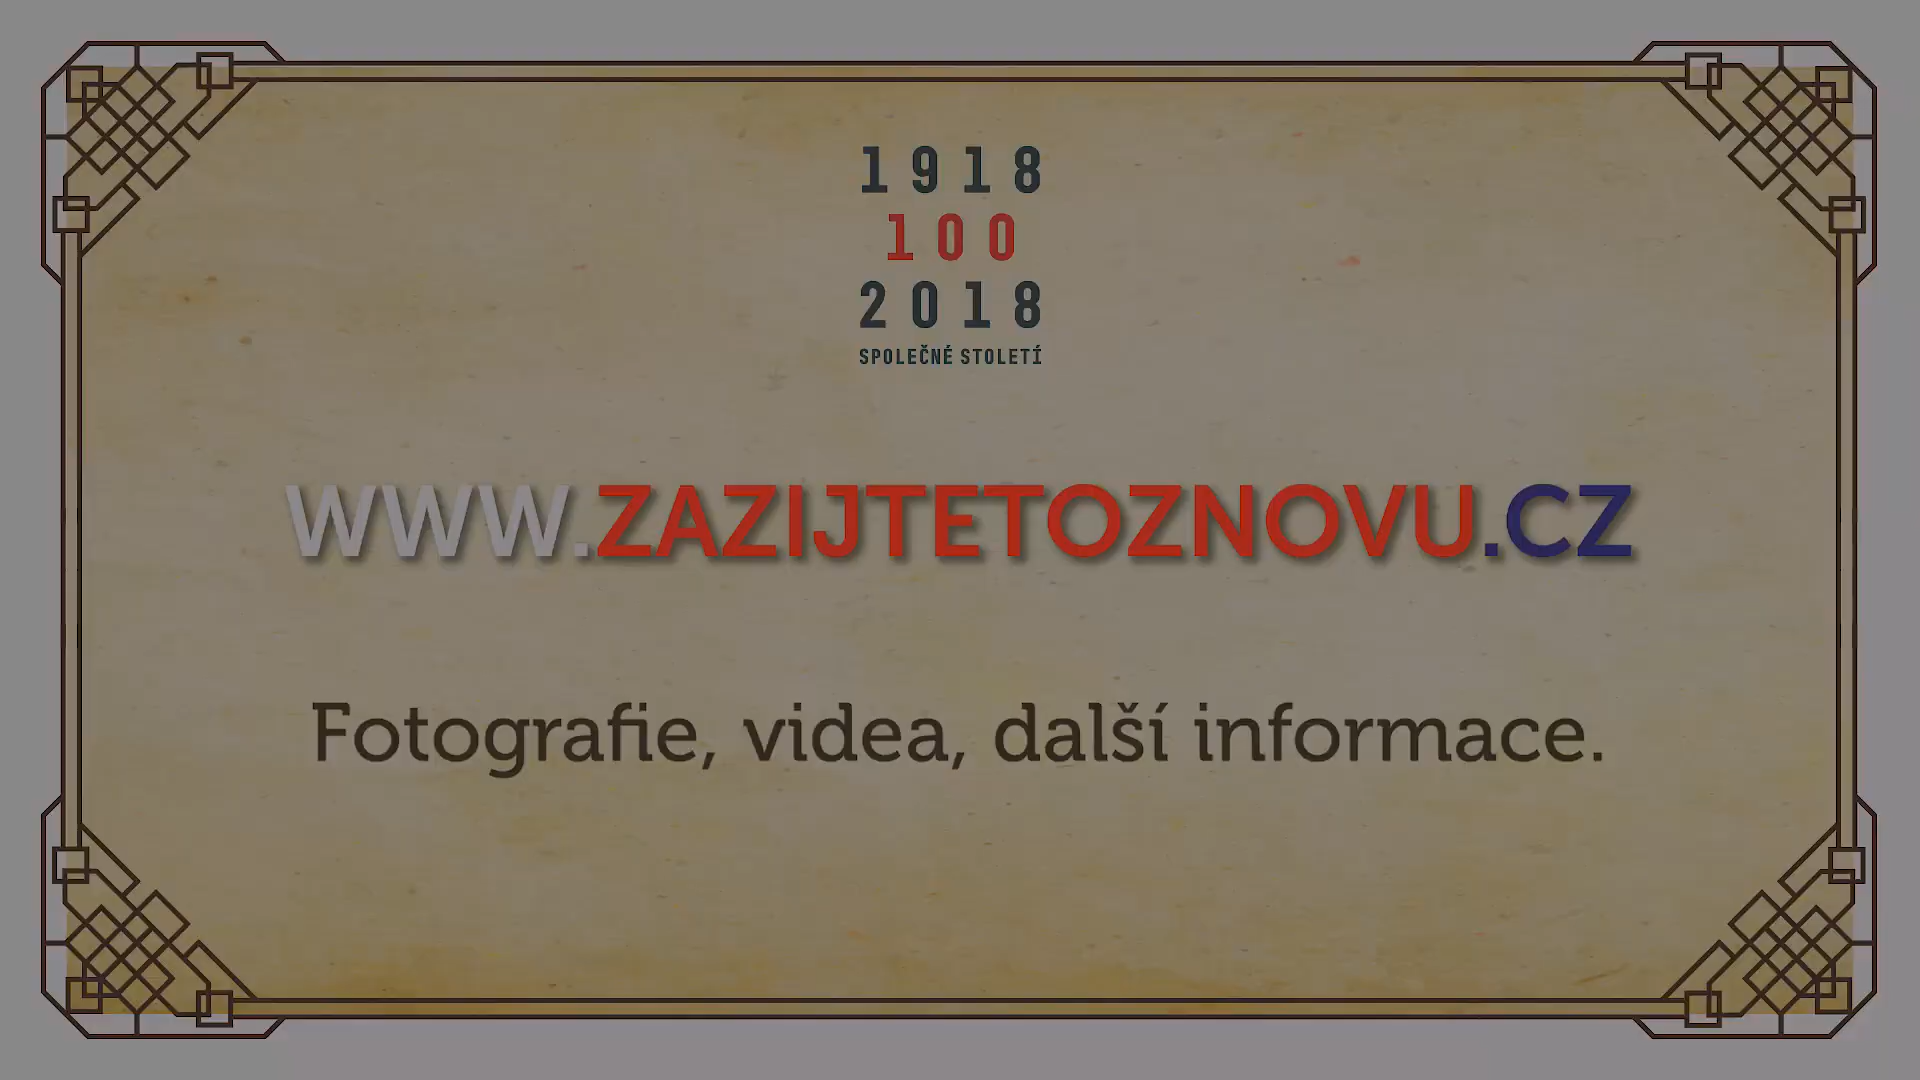 1918
100
2018
SPOLEČNÉ STOLETÍ
WWW.ZAZIJTETOZNOVU.CZ
Fotografie, videa, další informace.